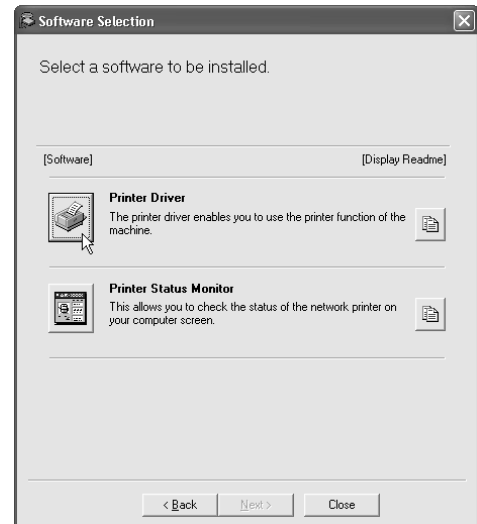 Software Selection
Select a software to be installed.
[Software] [Display Readme]
Printer Driver
The printer driver enables you to use the printer function of the
machine.
Printer Status Monitor
This allows you to check the status of the network printer on
your computer screen.
< Back Next > Close